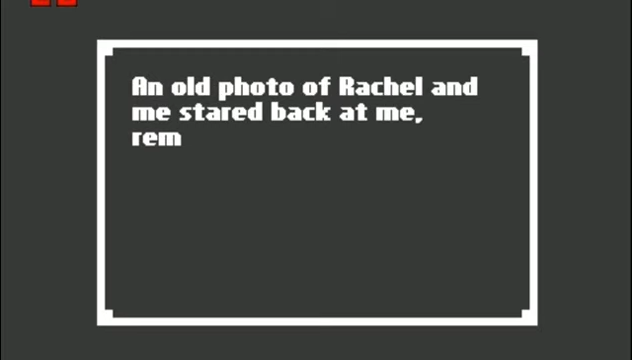 An old photo of Rachel and
me stared back at me,
rem